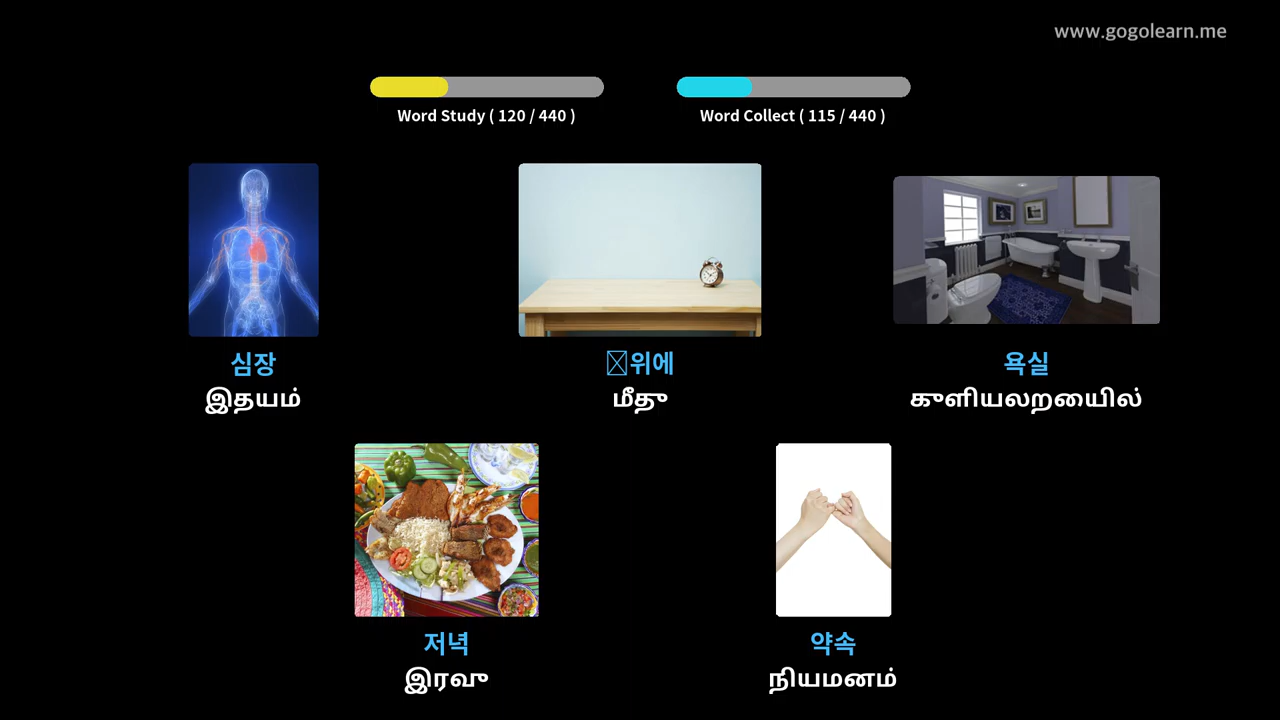 www.gogolearn.me
Word Study ( 120 / 440 )
Word Collect ( 115 / 440 )
심장
இதயம்
위에
மீது
욕실
குளியலறையில்
저녁
இரவு
약속
நியமனம்